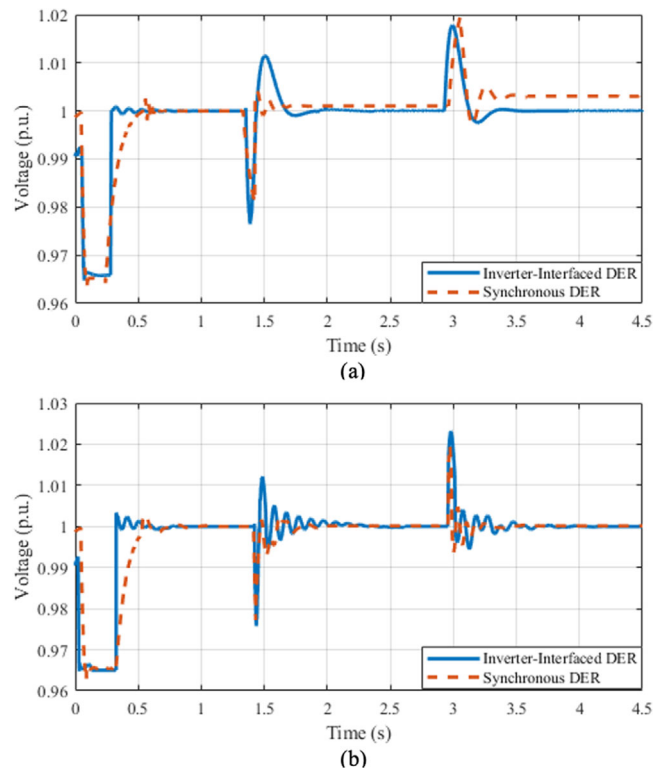 1.02
1.01
1
0.99
0.98
0.97
0.96
Voltage (p.u.)
Inverter-Interfaced DER
Synchronous DER
0 0.5 1 1.5 2 2.5 3 3.5 4 4.5
Time (s)
(a)
1.03
1.02
1.01
1
0.99
0.98
0.97
0.96
Voltage (p.u.)
Inverter-Interfaced DER
Synchronous DER
0 0.5 1 1.5 2 2.5 3 3.5 4 4.5
Time (s)
(b)